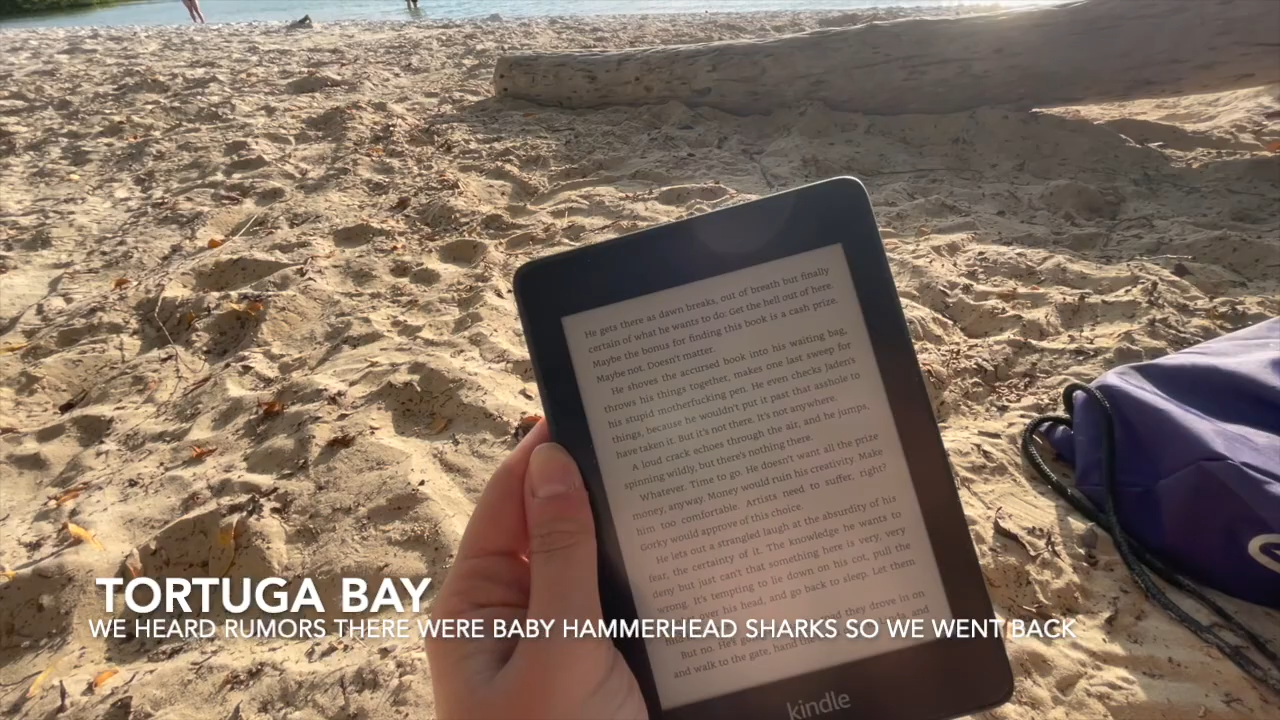 He gets there as dawn breaks, out of breath but finally
certain of what he wants to do: Get the hell out of here.
Maybe the bonus for finding this book is a cash prize.
Maybe not. Doesn't matter.
He shoves the accursed book into his waiting bag,
throws his things together, makes one last sweep for
his stupid motherfucking pen. He even checks Jaden's
things, because he wouldn't put it past that asshole to
have taken it. But it's not there. It's not anywhere.
A loud crack echoes through the air, and he jumps,
spinning wildly, but there's nothing there.
Whatever. Time to go. He doesn't want all the prize
money, anyway. Money would ruin his creativity. Make
him too comfortable. Artists need to suffer, right?
Gorky would approve of this choice.
He lets out a strangled laugh at the absurdity of his
fear, the certainty of it. The knowledge he wants to
deny but just can't that something here is very, very
wrong. It's tempting to lie down on his cot, pull the
over his head, and go back to sleep. Let them
they drove in on
But no. He's
and
and walk to the gate,
kindle
TORTUGA BAY
WE HEARD RUMORS THERE WERE BABY HAMMERHEAD SHARKS SO WE WENT BACK